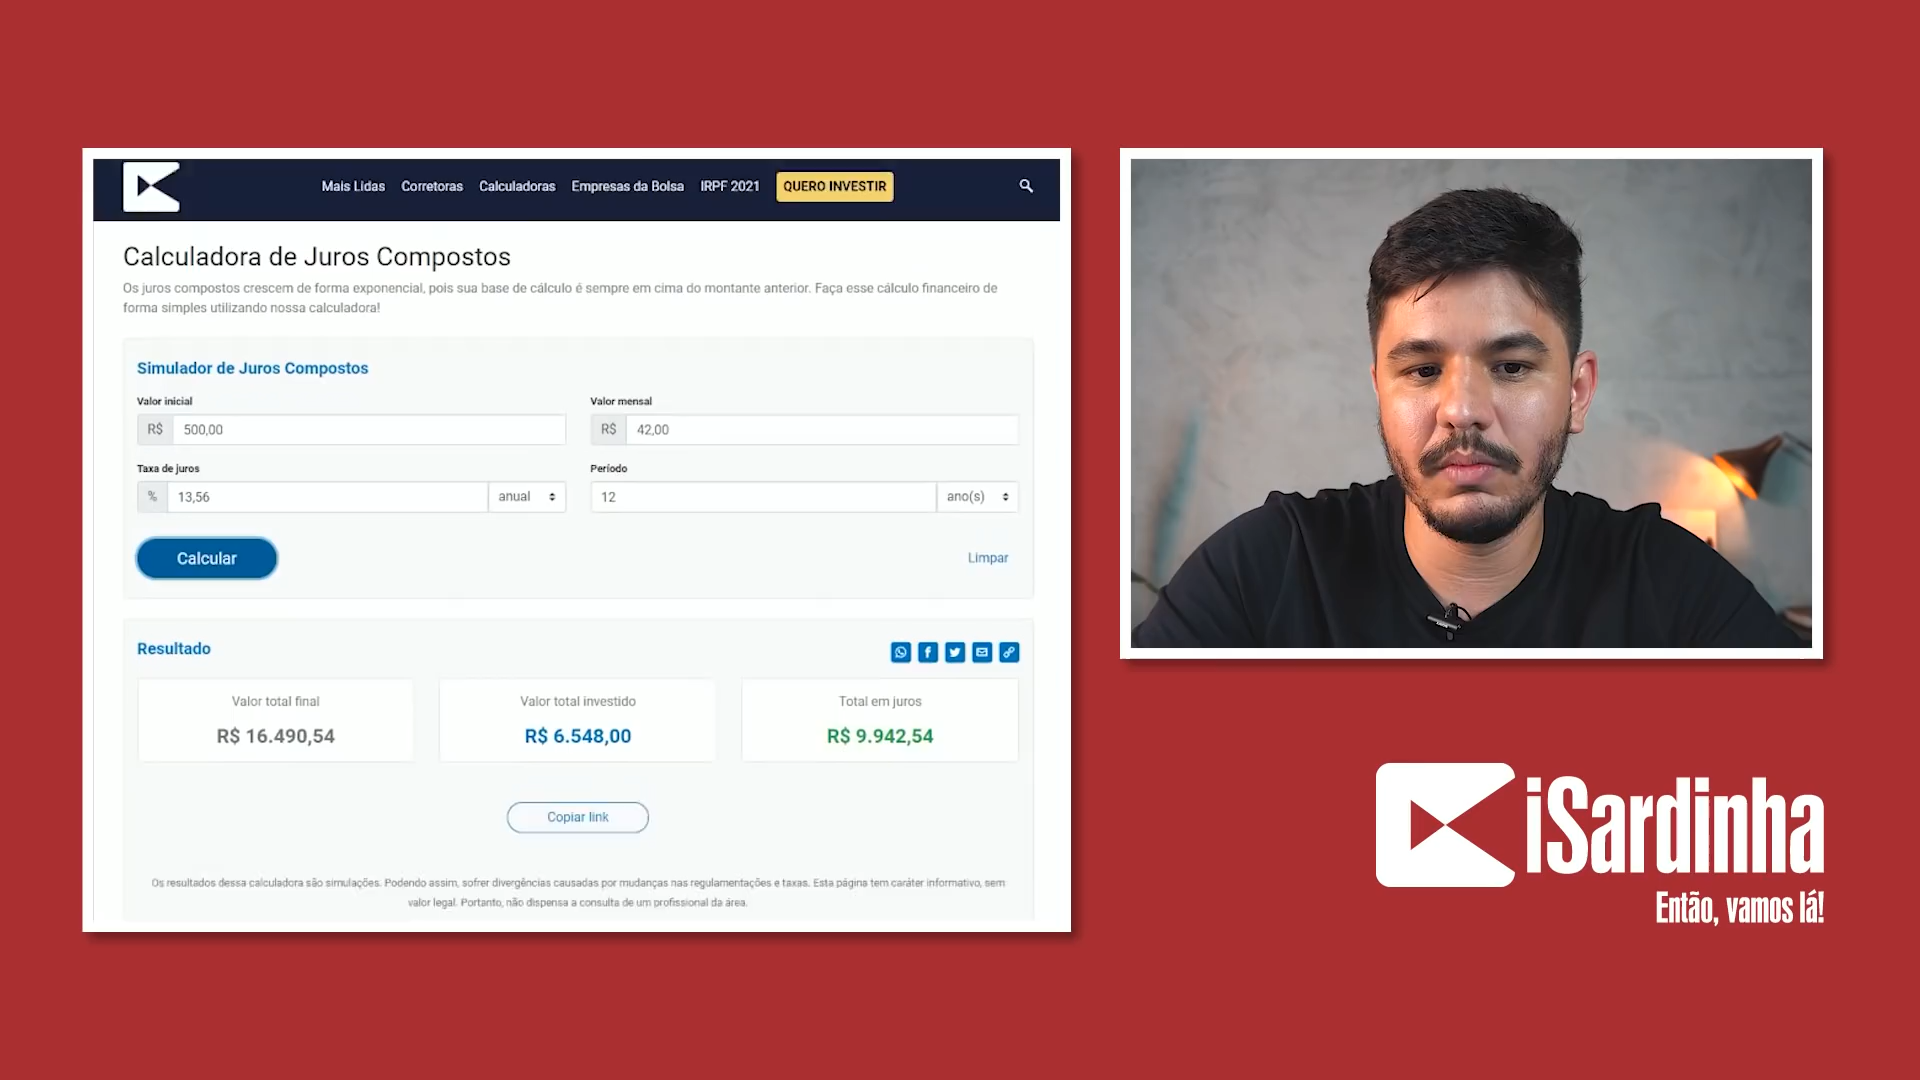 Mais Lidas Corretoras Calculadoras Empresas da Bolsa IRPF 2021 QUERO INVESTIR
Calculadora de Juros Compostos
Os juros compostos crescem de forma exponencial, pois sua base de cálculo é sempre em cima do montante anterior. Faça esse cálculo financeiro de
forma simples utilizando nossa calculadora!
Simulador de Juros Compostos
Valor inicial
R$ 500,00
Valor mensal
R$ 42,00
Taxa de juros
% 13,56 anual
Período
12 ano(s)
Calcular
Limpar
Resultado
Valor total final
R$ 16.490,54
Valor total investido
R$ 6.548,00
Total em juros
R$ 9.942,54
Copiar link
Os resultados dessa calculadora são simulações. Podendo assim, sofrer divergências causadas por mudanças nas regulamentações e taxas. Esta página tem caráter informativo, sem
valor legal. Portanto, não dispensa a consulta de um profissional da área.
iSardinha
Então, vamos lá!